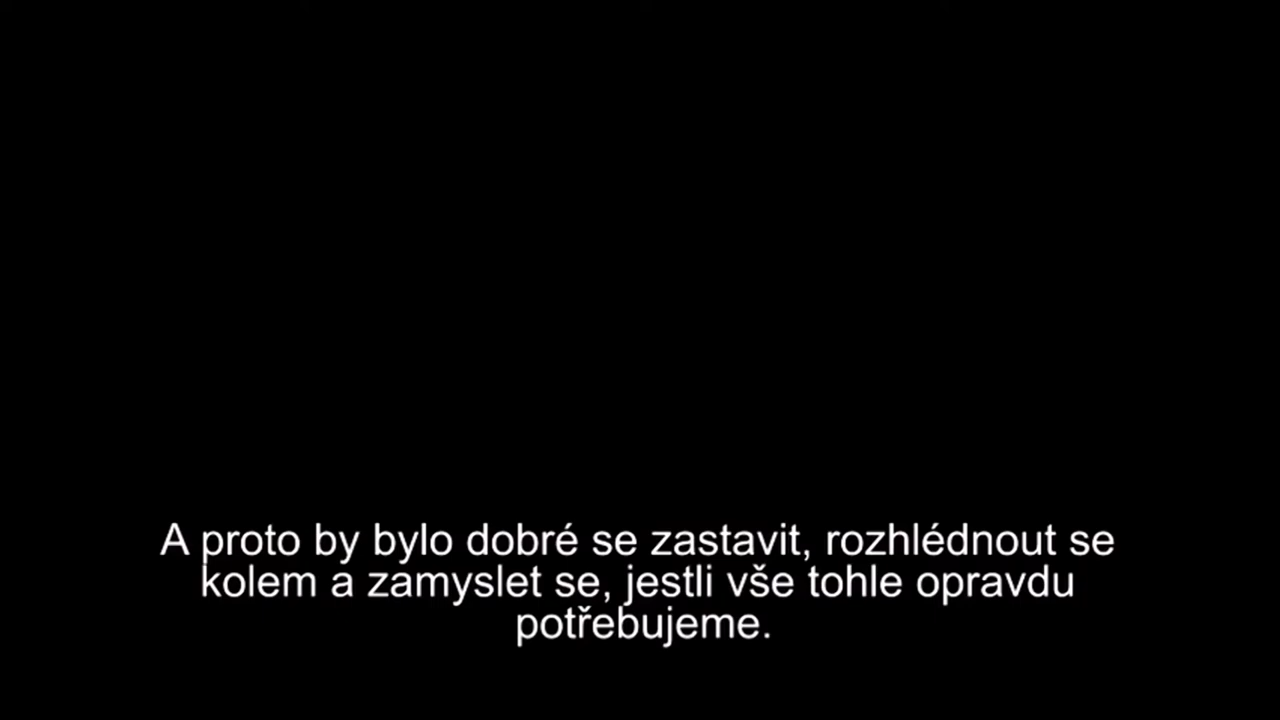 A proto by bylo dobré se zastavit, rozhlédnout se
kolem a zamyslet se, jestli vše tohle opravdu
potřebujeme.